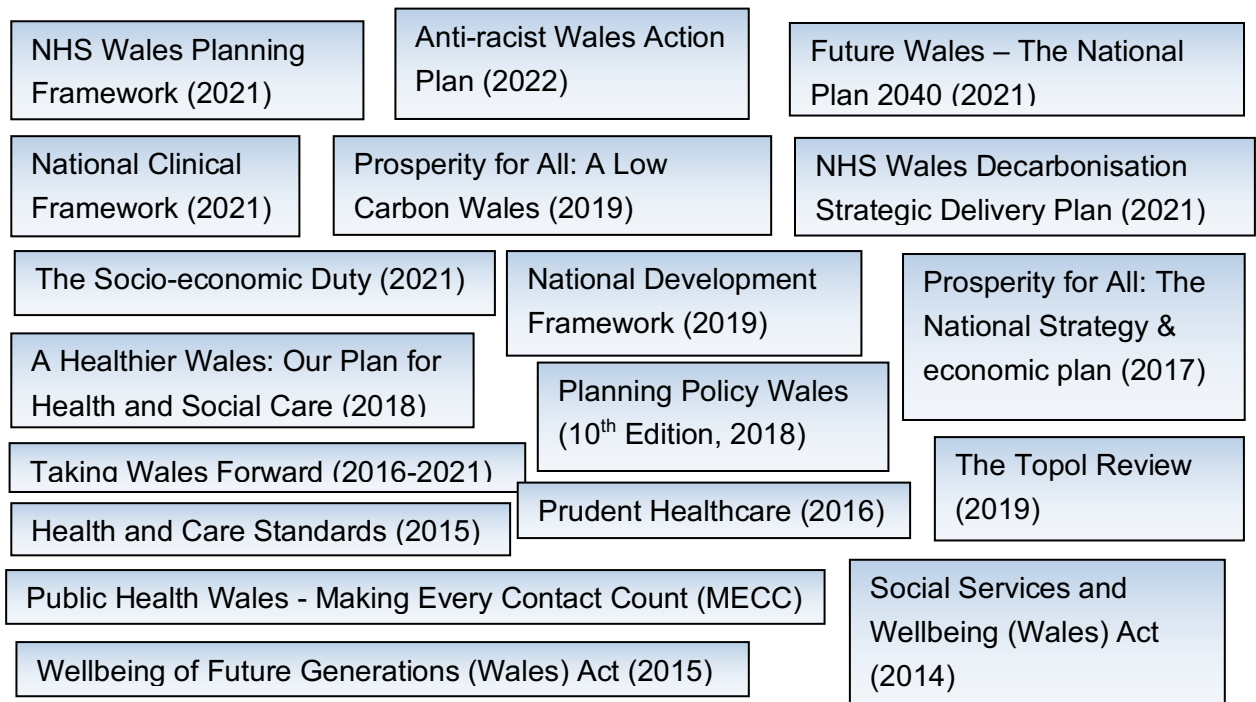 NHS Wales Planning
Framework (2021)
Anti-racist Wales Action
Plan (2022)
Future Wales – The National
Plan 2040 (2021)
National Clinical
Framework (2021)
Prosperity for All: A Low
Carbon Wales (2019)
NHS Wales Decarbonisation
Strategic Delivery Plan (2021)
The Socio-economic Duty (2021)
National Development
Framework (2019)
Prosperity for All: The
National Strategy &
economic plan (2017)
A Healthier Wales: Our Plan for
Health and Social Care (2018)
Planning Policy Wales
(10th Edition, 2018)
Taking Wales Forward (2016-2021)
The Topol Review
(2019)
Prudent Healthcare (2016)
Health and Care Standards (2015)
Public Health Wales - Making Every Contact Count (MECC)
Social Services and
Wellbeing (Wales) Act
(2014)
Wellbeing of Future Generations (Wales) Act (2015)